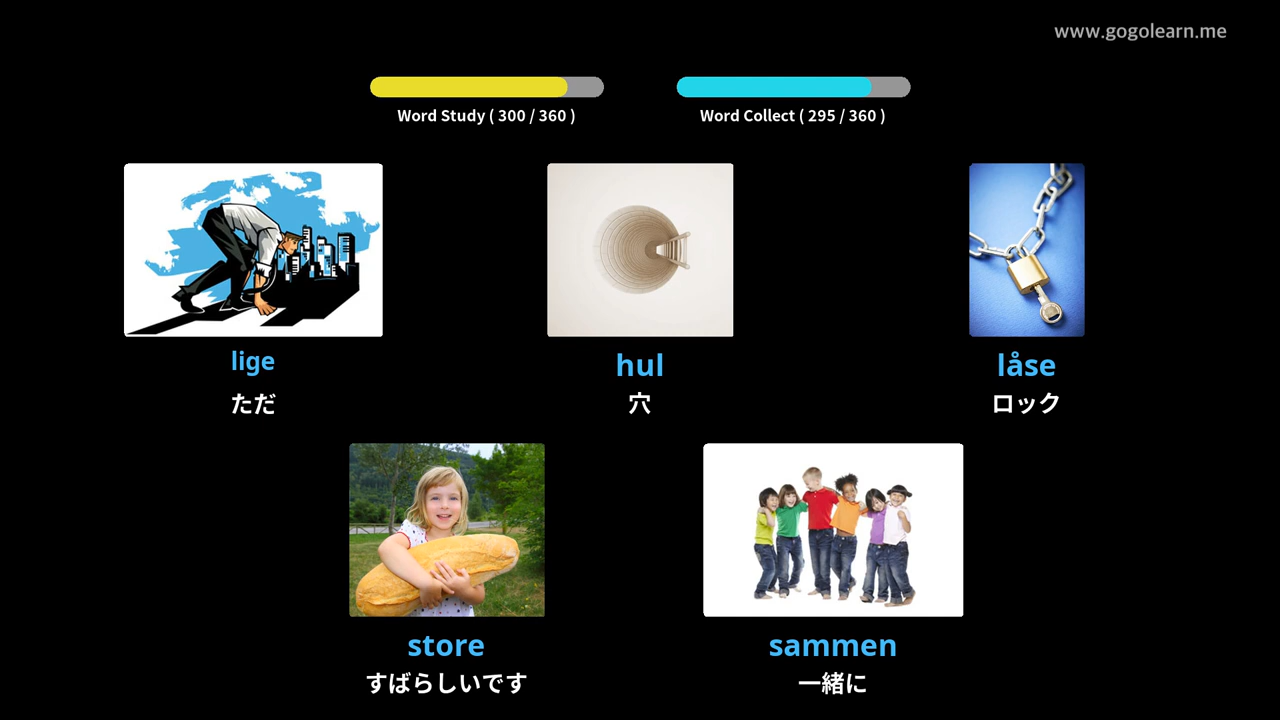 www.gogolearn.me
Word Study ( 300 / 360 )
Word Collect ( 295 / 360 )
lige
ただ
hul
穴
låse
ロック
store
すばらしいです
sammen
一緒に